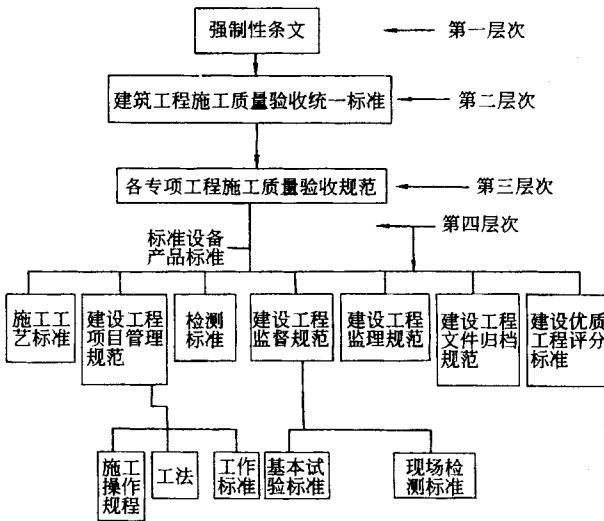 强制性条文
第一层次
建筑工程施工质量验收统一标准
第二层次
各专项工程施工质量验收规范
第三层次
第四层次
标准设备
产品标准
施工工
艺标准
建设工程
项目管理
规范
检测
标准
建设工程
监督规范
建设工程
监理规范
建设工程
文件归档
规范
建设优质
工程评分
标准
施工
操作
规程
工法
工作
标准
基本试
验标准
现场检
测标准